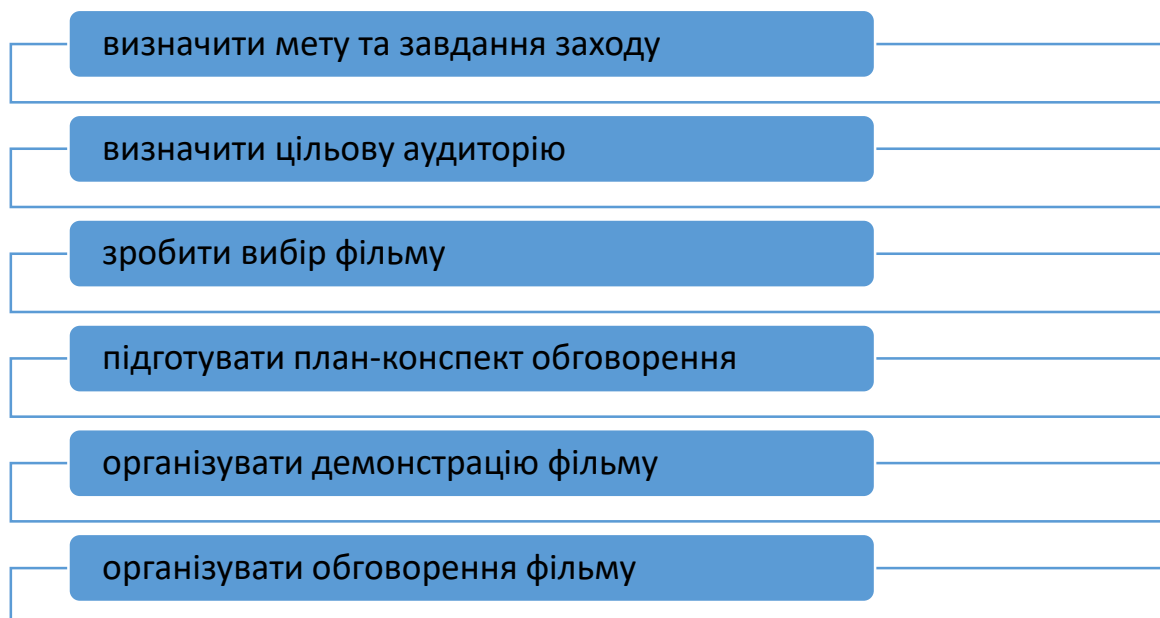 визначити мету та завдання заходу
визначити цільову аудиторію
зробити вибір фільму
підготувати план-конспект обговорення
організувати демонстрацію фільму
організувати обговорення фільму